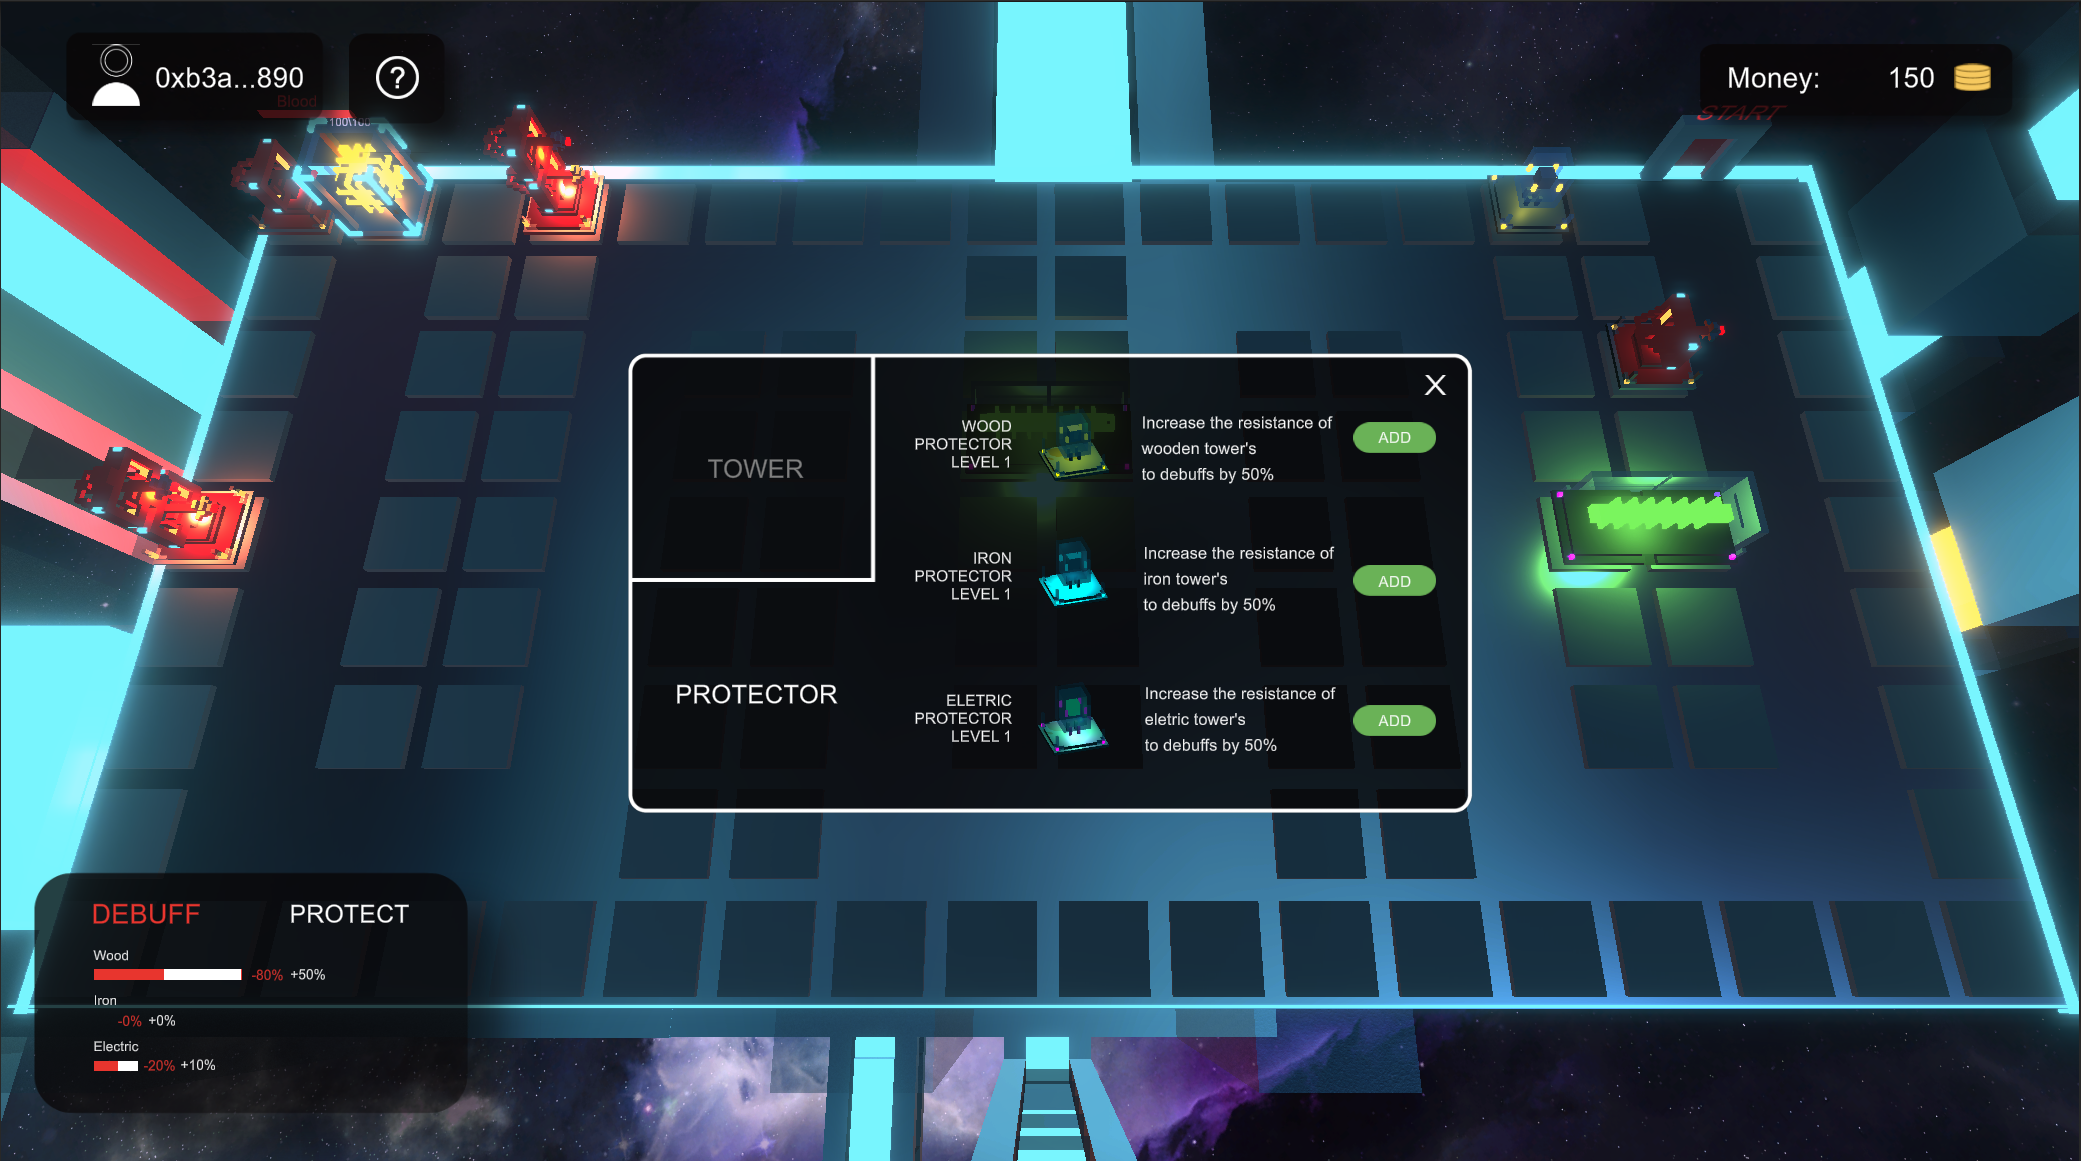 0xb3a...890
?
Money: 150
Blood
100\100
START
X
TOWER
PROTECTOR
WOOD
PROTECTOR
LEVEL 1
Increase the resistance of
wooden tower's
to debuffs by 50%
ADD
IRON
PROTECTOR
LEVEL 1
Increase the resistance of
iron tower's
to debuffs by 50%
ADD
ELETRIC
PROTECTOR
LEVEL 1
Increase the resistance of
eletric tower's
to debuffs by 50%
ADD
DEBUFF PROTECT
Wood
-80% +50%
Iron
-0% +0%
Electric
-20% +10%